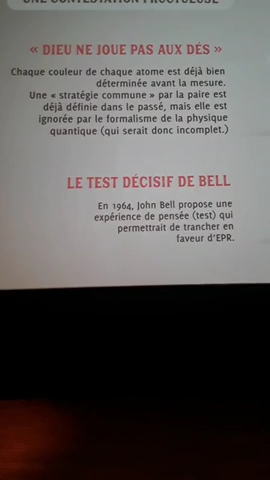 UNE CONTESTATION FRUCTUEUSE
« DIEU NE JOUE PAS AUX DÉS »
Chaque couleur de chaque atome est déjà bien
déterminée avant la mesure.
Une « stratégie commune » par la paire est
déjà définie dans le passé, mais elle est
ignorée par le formalisme de la physique
quantique (qui serait donc incomplet.)
LE TEST DÉCISIF DE BELL
En 1964, John Bell propose une
expérience de pensée (test) qui
permettrait de trancher en
faveur d'EPR.